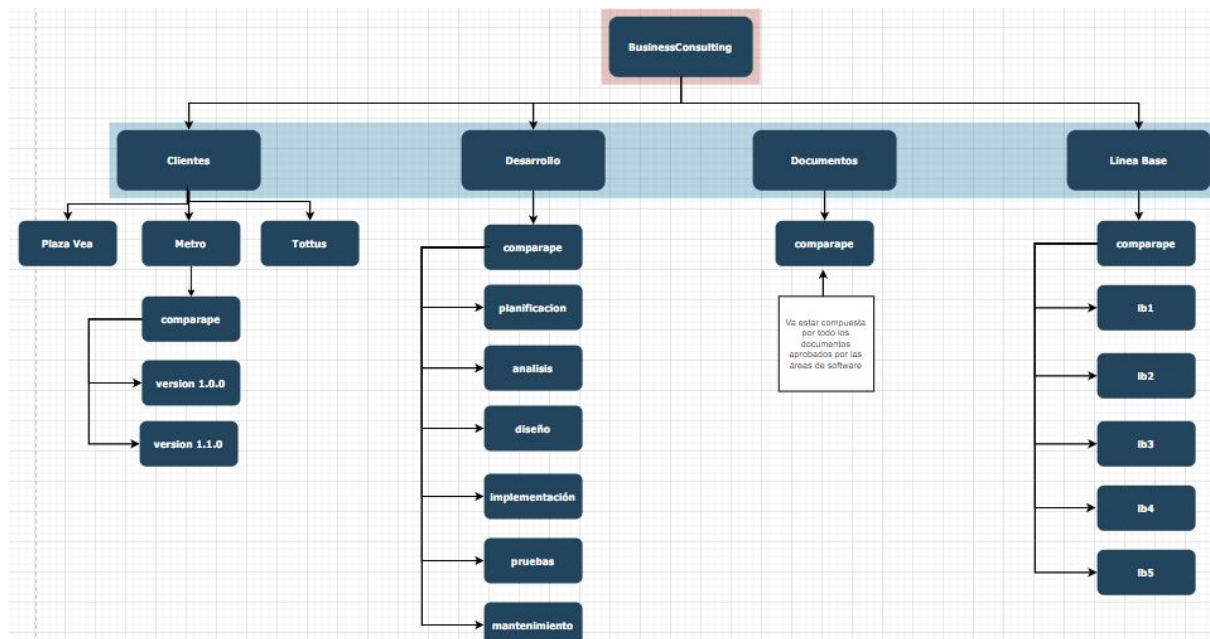 BusinessConsulting
Clientes
Desarrollo
Documentos
Línea Base
Plaza Vea
Metro
Tottus
comparape
version 1.0.0
version 1.1.0
comparape
planificacion
analisis
diseño
implementación
pruebas
mantenimiento
comparape
Va estar compuesta
por todo los
documentos
aprobados por las
áreas de software
comparape
lb1
lb2
lb3
lb4
lb5